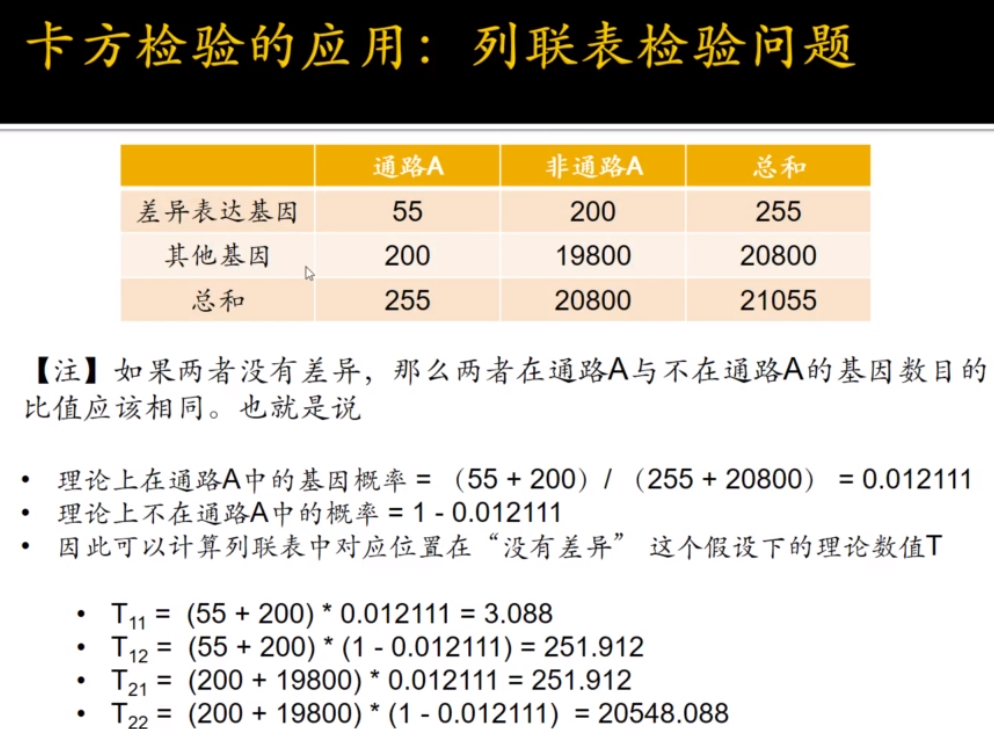 卡方检验的应用：列联表检验问题
通路A 非通路A 总和
差异表达基因 55 200 255
其他基因 200 19800 20800
总和 255 20800 21055
【注】如果两者没有差异，那么两者在通路A与不在通路A的基因数目的
比值应该相同。也就是说
• 理论上在通路A中的基因概率 = （55 + 200）/（255 + 20800） = 0.012111
• 理论上不在通路A中的概率 = 1 - 0.012111
• 因此可以计算列联表中对应位置在“没有差异” 这个假设下的理论数值T
• T11 = (55 + 200) * 0.012111 = 3.088
• T12 = (55 + 200) * (1 - 0.012111) = 251.912
• T21 = (200 + 19800) * 0.012111 = 251.912
• T22 = (200 + 19800) * (1 - 0.012111) = 20548.088